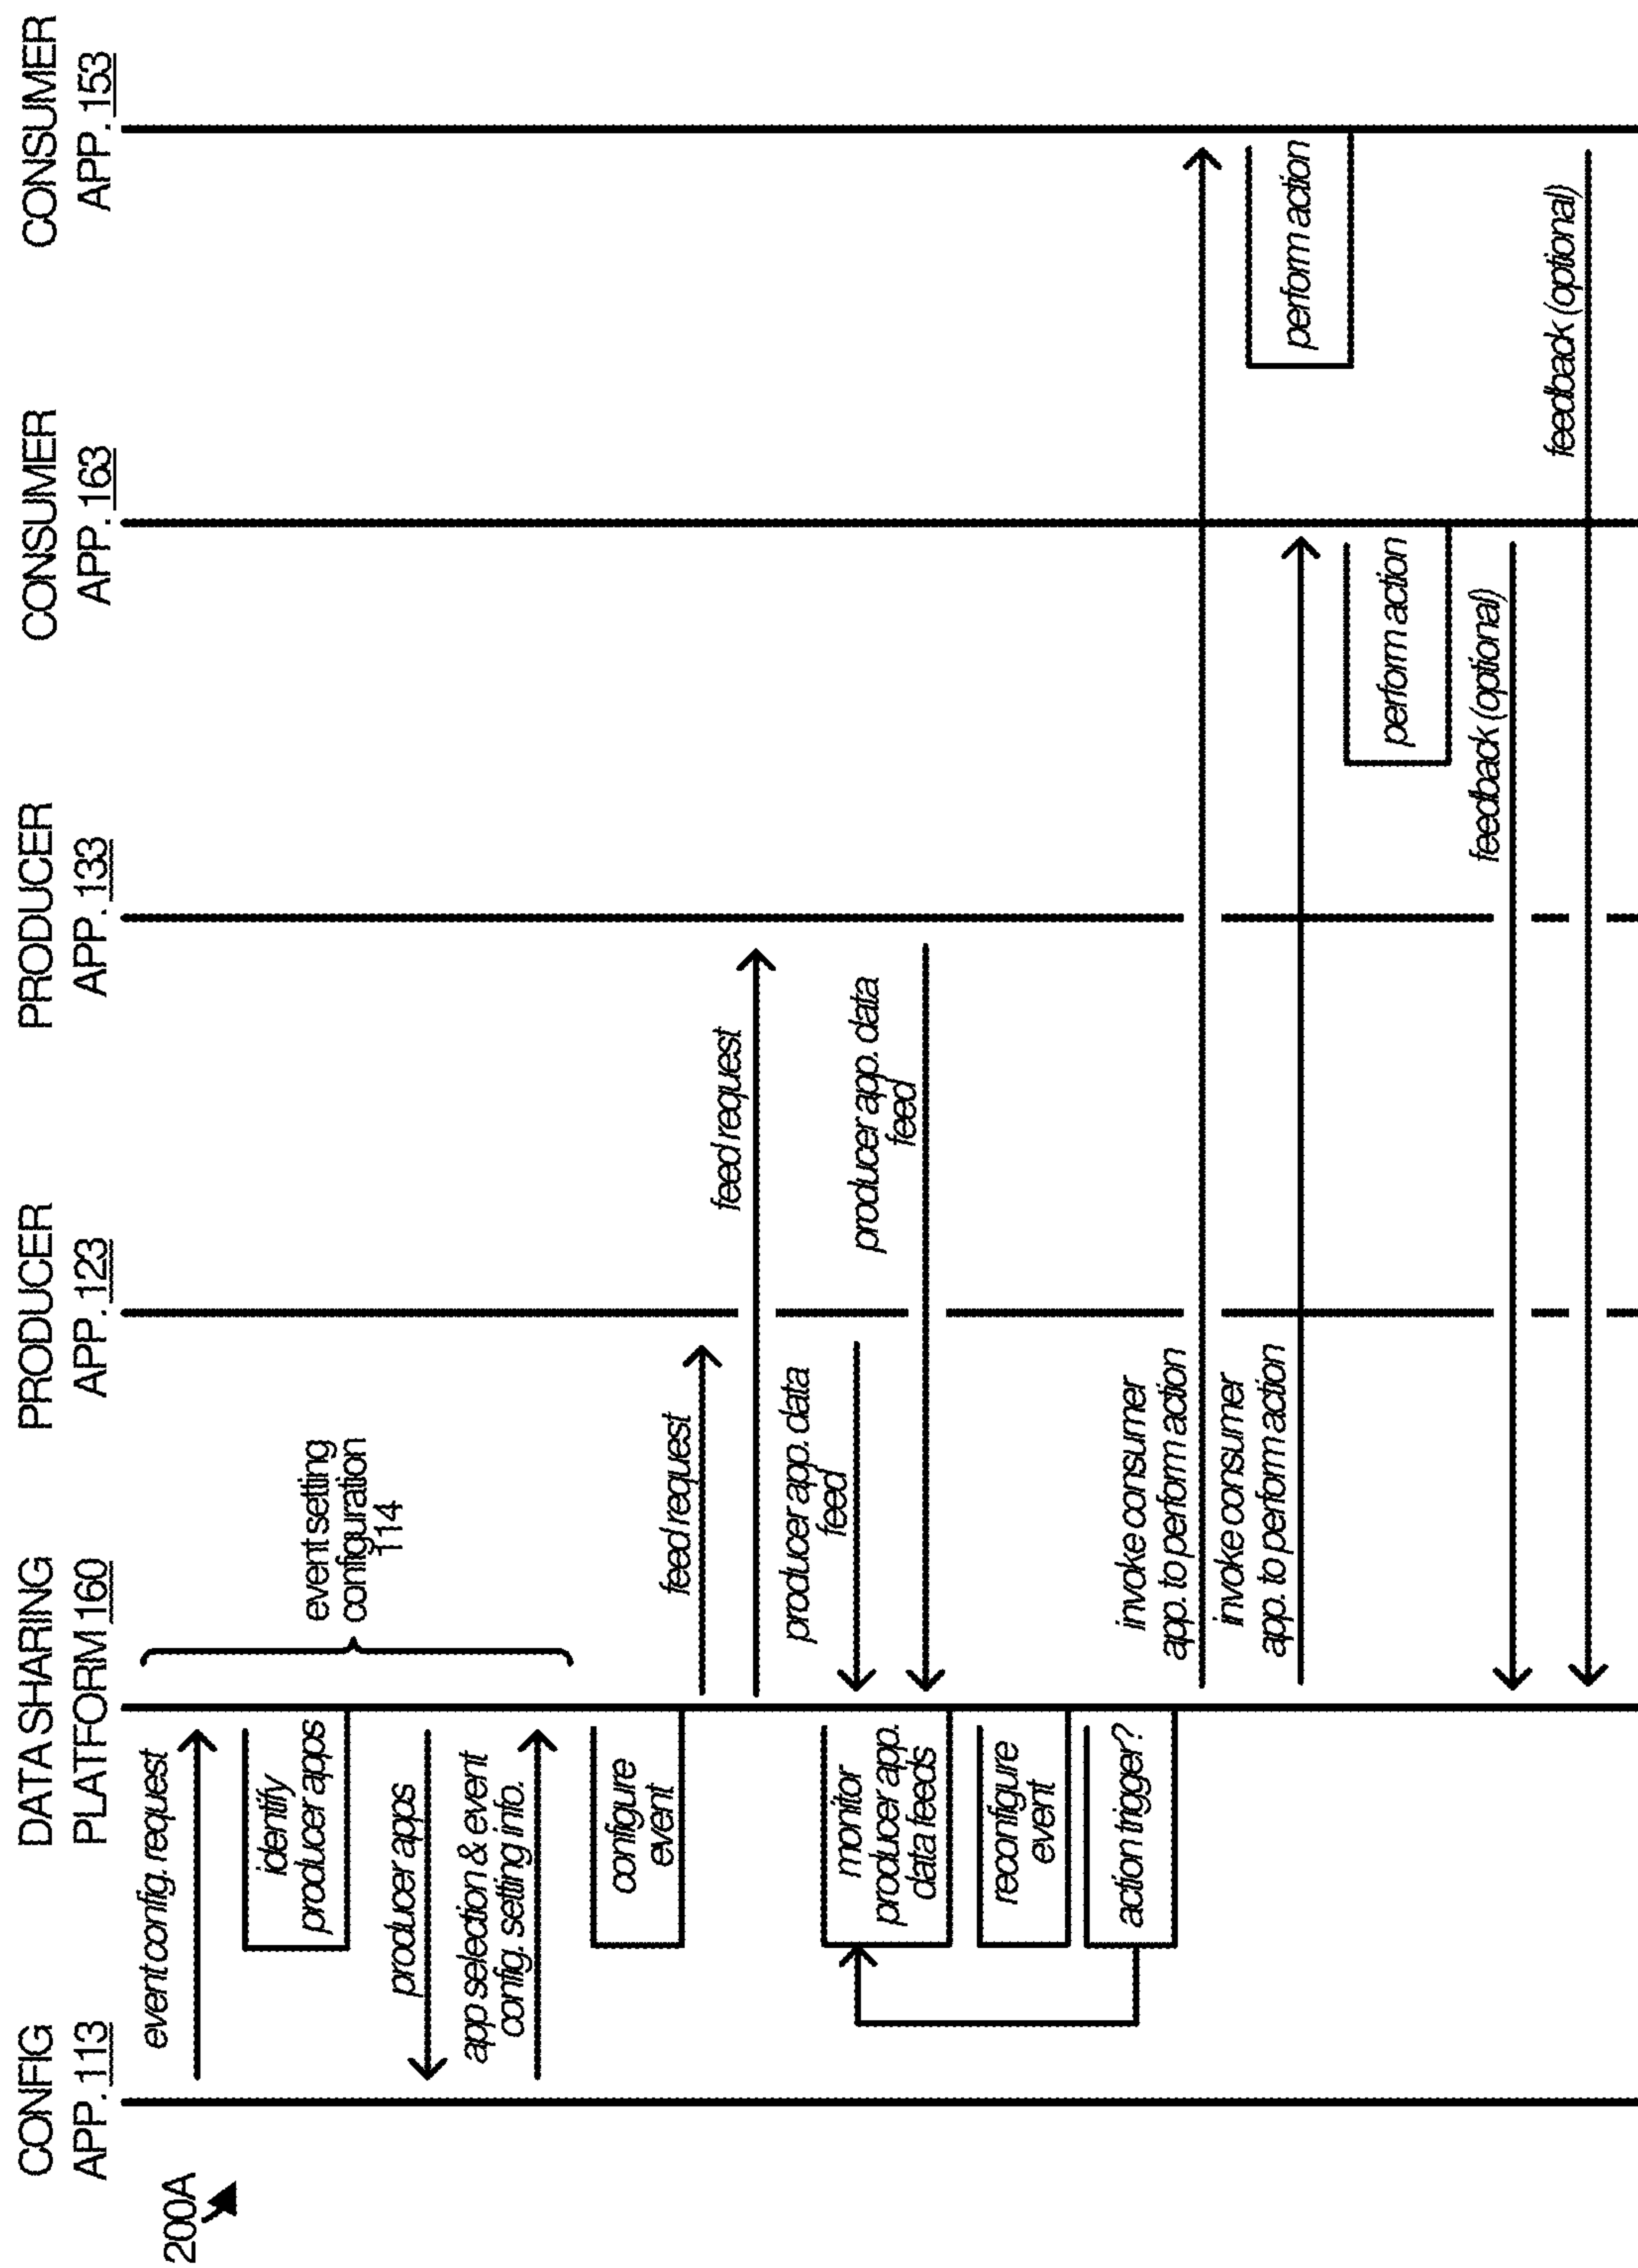 200A
CONFIG
APP. 113
DATA SHARING
PLATFORM 160
PRODUCER
APP. 123
PRODUCER
APP. 133
CONSUMER
APP. 163
CONSUMER
APP. 153
event config. request
identify
producer apps
event setting
configuration
114
producer apps
app selection & event
config. setting info.
configure
event
feed request
feed request
producer app. data
feed
producer app. data
feed
monitor
producer app.
data feeds
reconfigure
event
action trigger?
invoke consumer
app. to perform action
invoke consumer
app. to perform action
perform action
perform action
feedback (optional)
feedback (optional)